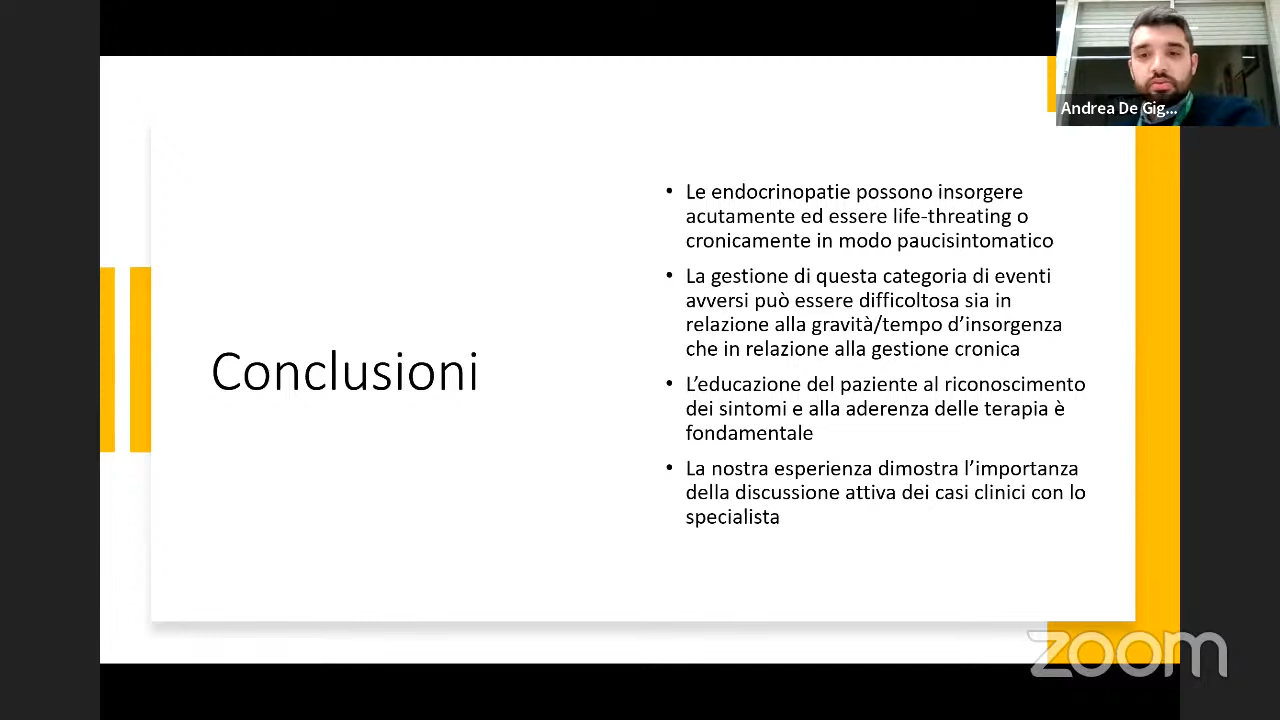 Andrea De Gig...
Conclusioni
• Le endocrinopatie possono insorgere
acutamente ed essere life-threating o
cronicamente in modo paucisintomatico
• La gestione di questa categoria di eventi
avversi può essere difficoltosa sia in
relazione alla gravità/tempo d’insorgenza
che in relazione alla gestione cronica
• L’educazione del paziente al riconoscimento
dei sintomi e alla aderenza delle terapia è
fondamentale
• La nostra esperienza dimostra l’importanza
della discussione attiva dei casi clinici con lo
specialista
zoom